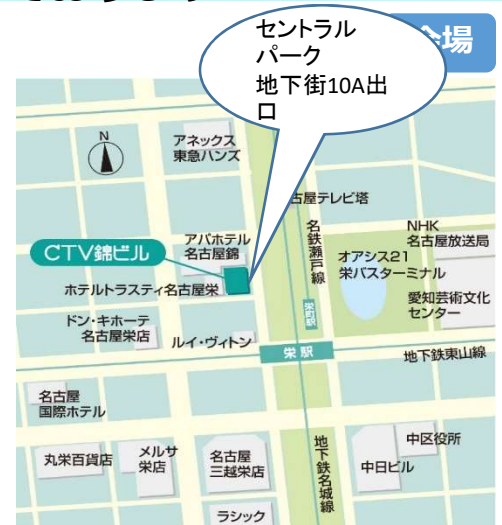 セントラル
パーク
地下街10A出
口
会場
N
アネックス
東急ハンズ
古屋テレビ塔
名鉄瀬戸線
NHK
名古屋放送局
CTV錦ビル
アパホテル
名古屋錦
オアシス21
栄バスターミナル
ホテルトラスティ名古屋栄
栄町駅
愛知芸術文化
センター
ドン・キホーテ
名古屋栄店
ルイ・ヴィトン
栄駅
地下鉄東山線
名古屋
国際ホテル
丸栄百貨店
メルサ
栄店
名古屋
三越栄店
地下鉄名城線
中区役所
中日ビル
ラシック